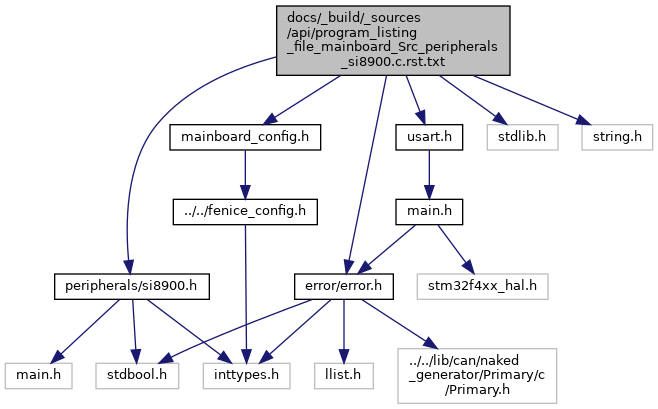 docs/_build/_sources
/api/program_listing
_file_mainboard_Src_peripherals
_si8900.c.rst.txt
mainboard_config.h
usart.h
stdlib.h
string.h
../../fenice_config.h
main.h
peripherals/si8900.h
error/error.h
stm32f4xx_hal.h
main.h
stdbool.h
inttypes.h
llist.h
../../lib/can/naked
_generator/Primary/c
/Primary.h